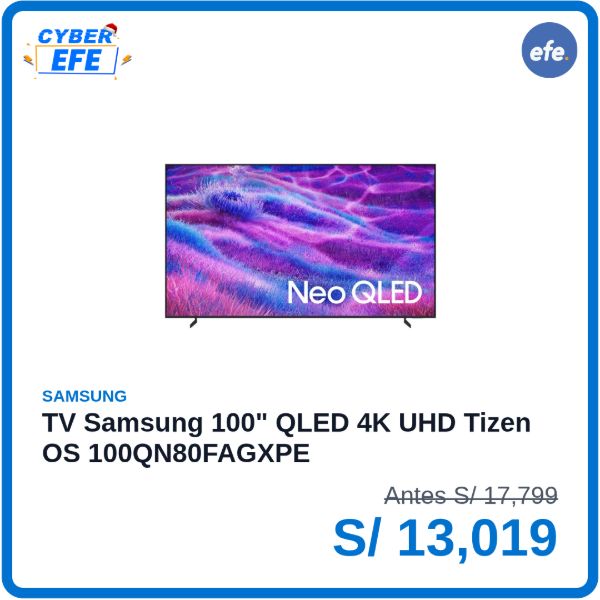 CYBER
EFE
efe.
Neo QLED
SAMSUNG
TV Samsung 100" QLED 4K UHD Tizen
OS 100QN80FAGXPE
Antes S/ 17,799
S/ 13,019